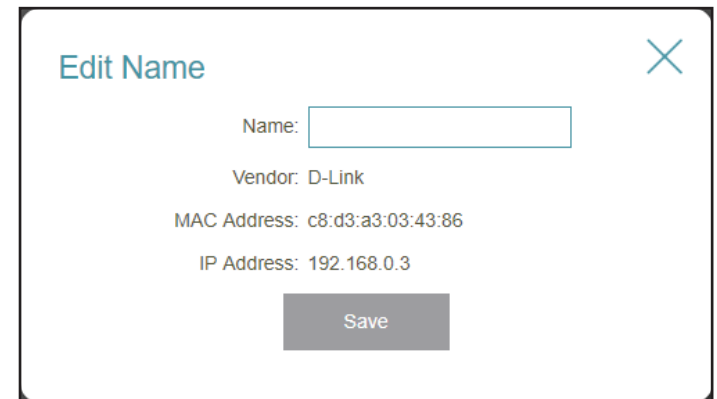 Edit Name
Name:
Vendor: D-Link
MAC Address: c8:d3:a3:03:43:86
IP Address: 192.168.0.3
Save